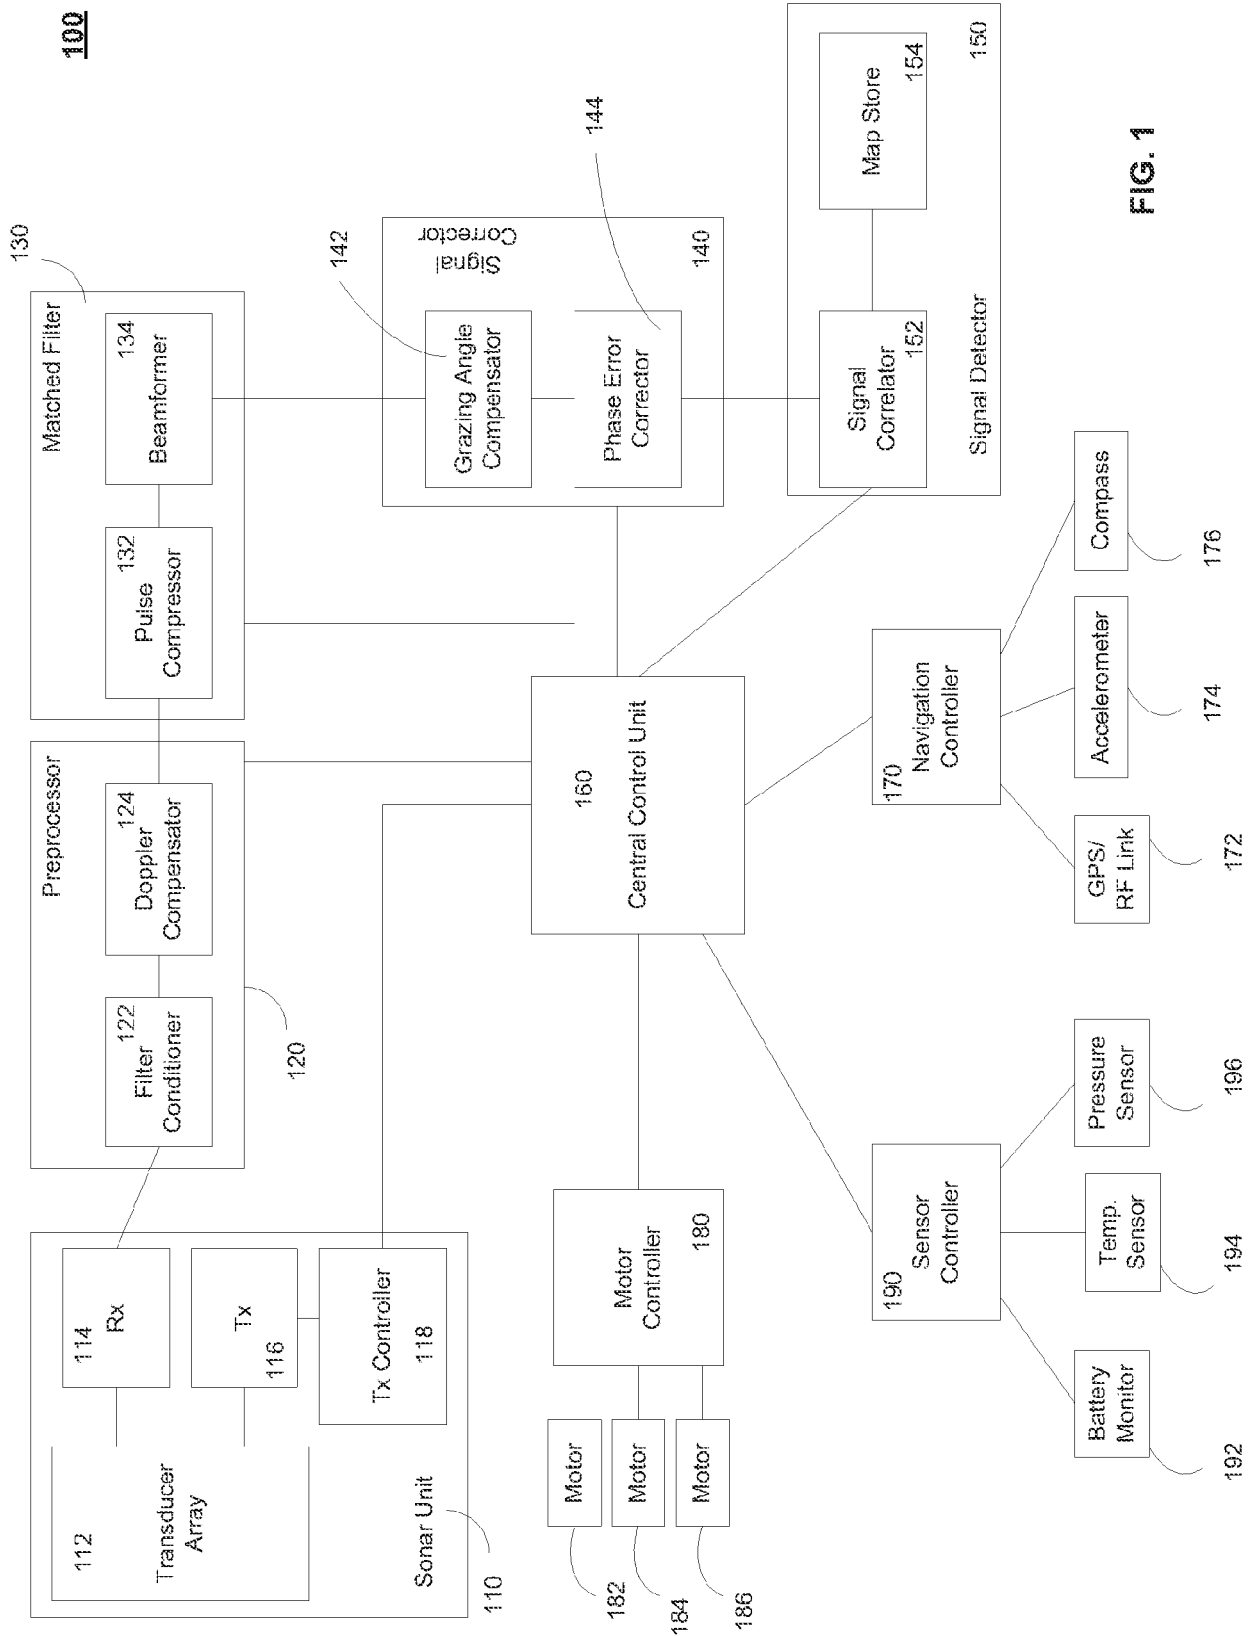 100
Sonar Unit
110
112
Transducer
Array
114
Rx
Tx
116
Tx Controller
118
Preprocessor
120
Filter
122
Conditioner
124
Doppler
Compensator
Matched Filter
130
132
Pulse
Compressor
134
Beamformer
Signal
Corrector
140
142
Grazing Angle
Compensator
144
Phase Error
Corrector
Signal Detector
150
Signal
Correlator
152
Map Store
154
160
Central Control Unit
Motor
Controller
180
Motor
182
Motor
184
Motor
186
190
Sensor
Controller
Battery
Monitor
192
Temp.
Sensor
194
Pressure
Sensor
196
170
Navigation
Controller
GPS/
RF Link
172
Accelerometer
174
Compass
176
FIG. 1